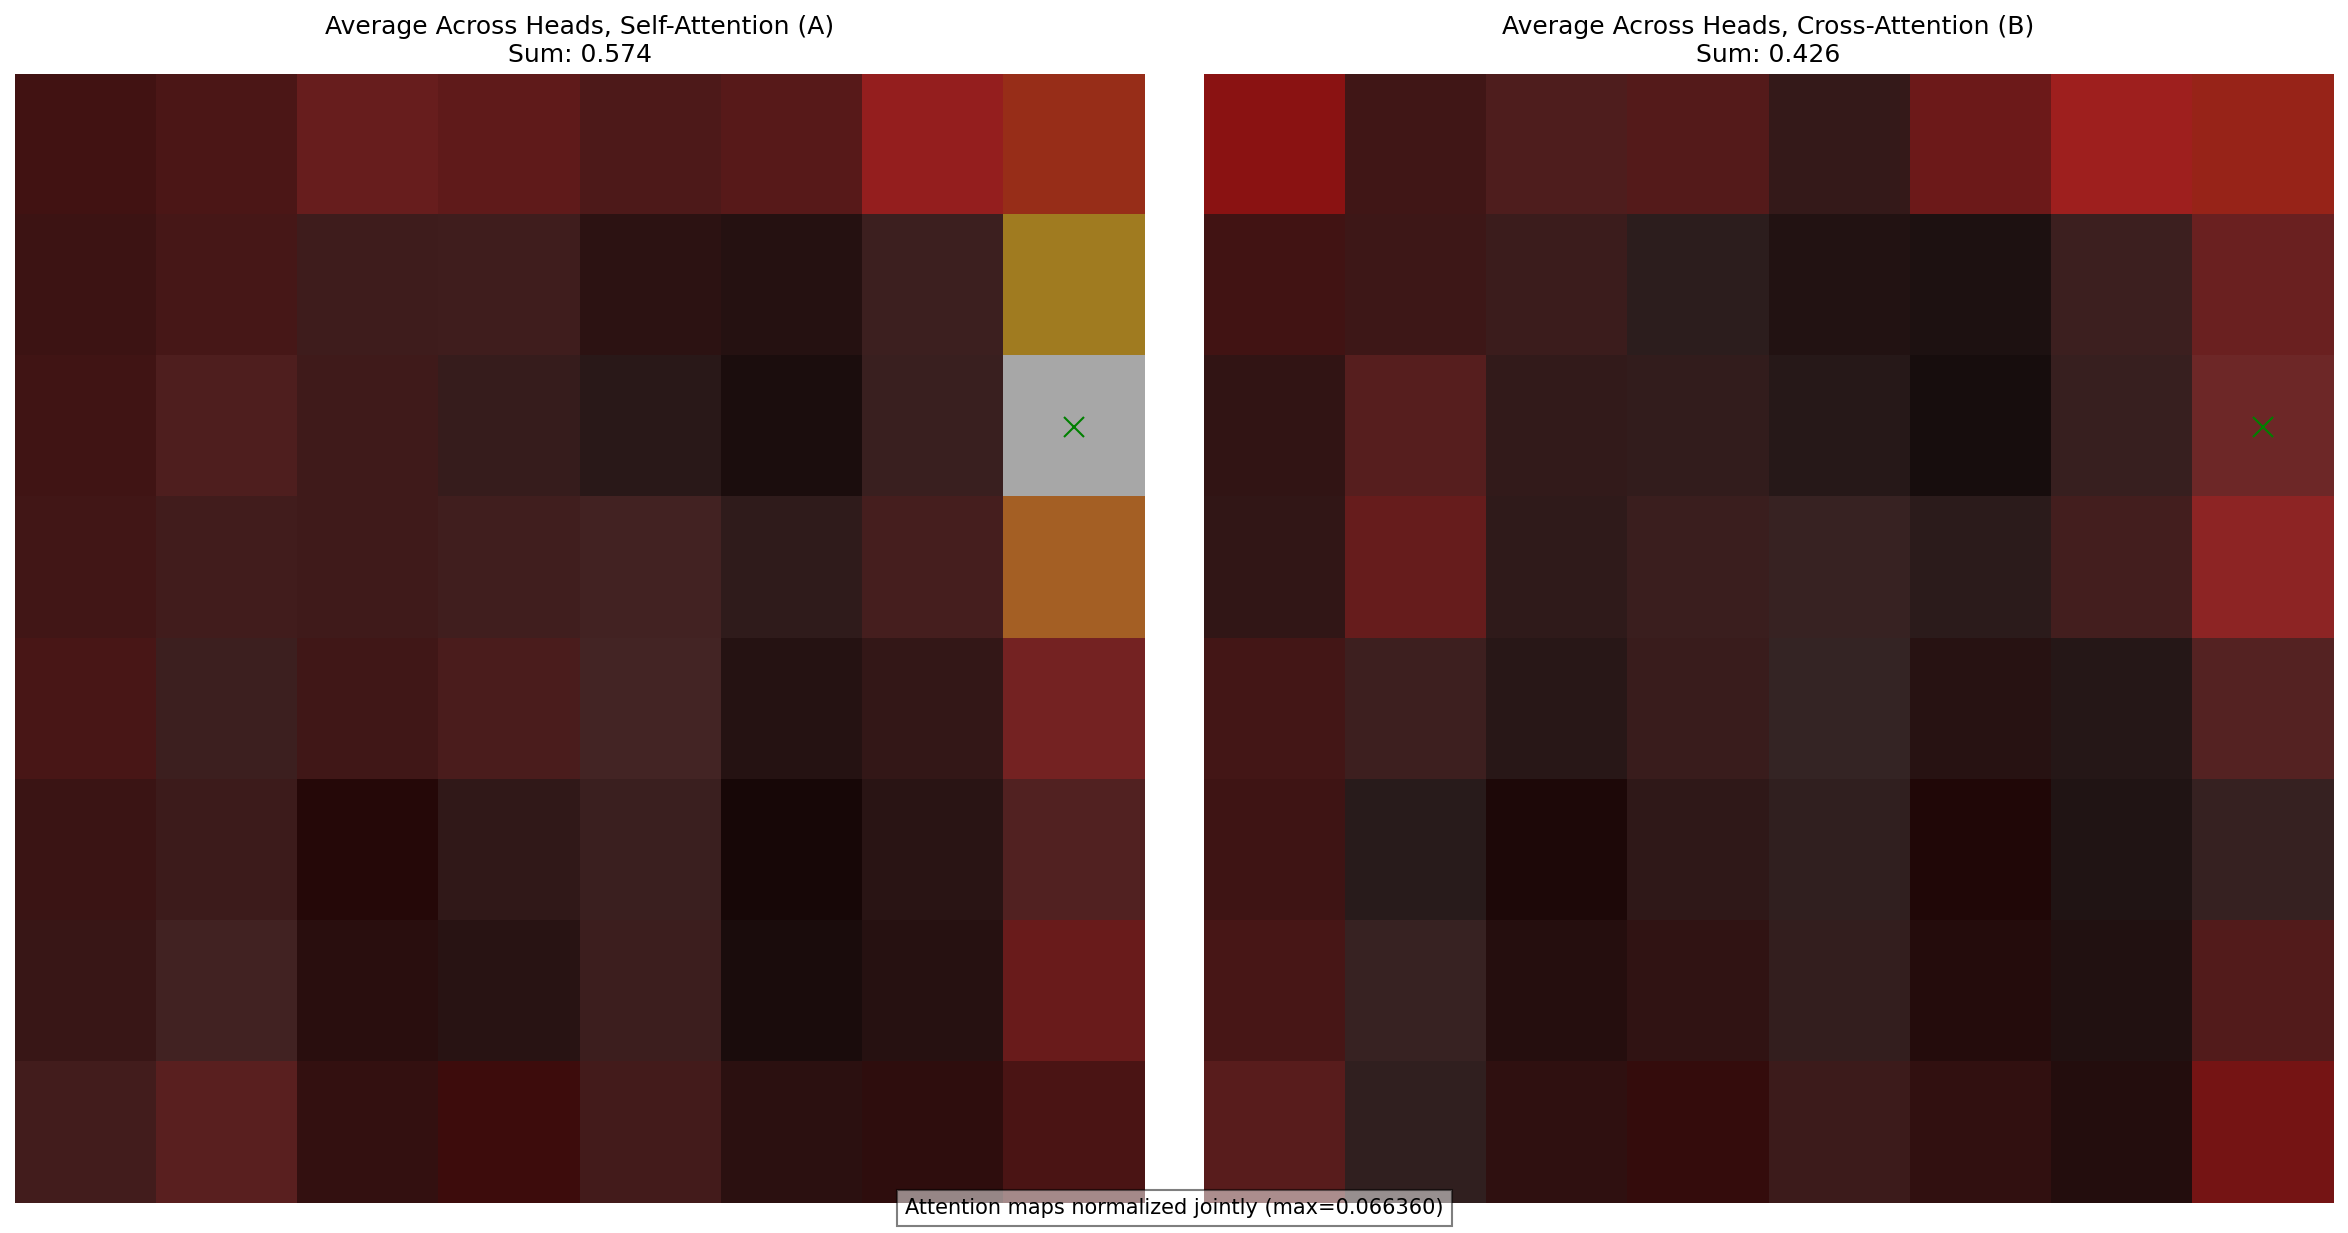 Average Across Heads, Self-Attention (A)
Sum: 0.574
Average Across Heads, Cross-Attention (B)
Sum: 0.426
Attention maps normalized jointly (max=0.066360)